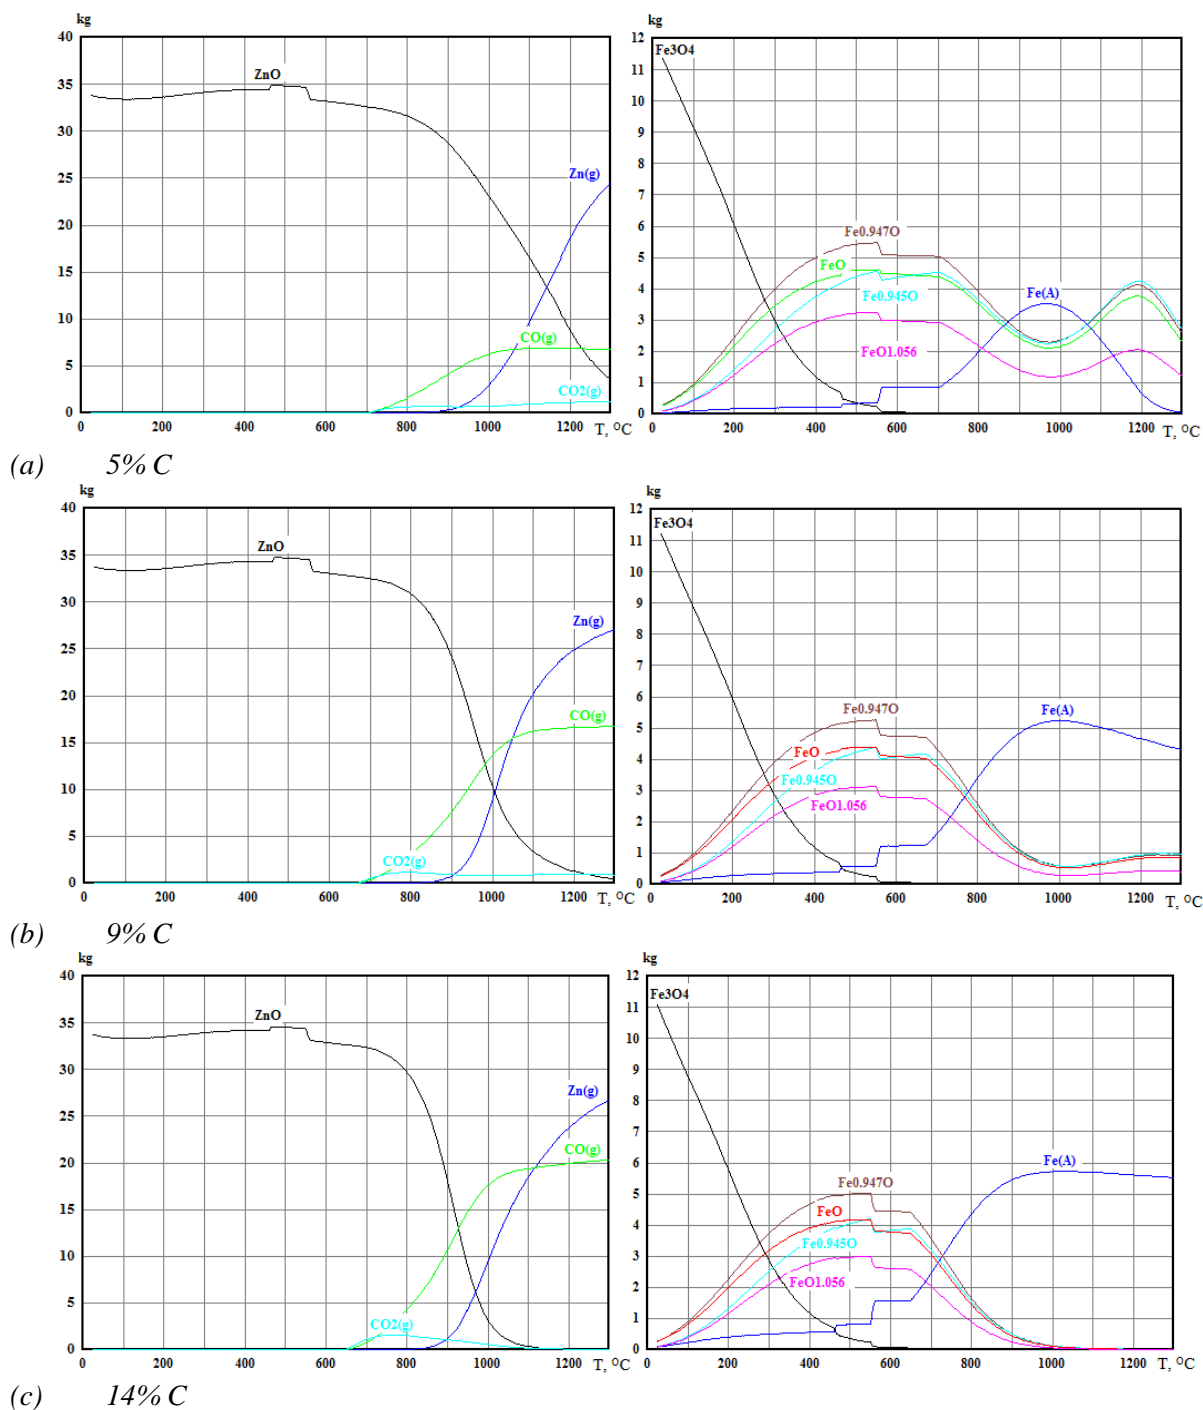 kg
40
35
30
25
20
15
10
5
0
ZnO
Zn(g)
CO(g)
CO2(g)
0 200 400 600 800 1000 1200 T, °C
kg
12
11
10
9
8
7
6
5
4
3
2
1
0
Fe3O4
Fe0.947O
FeO
Fe0.945O
Fe(A)
FeO1.056
0 200 400 600 800 1000 1200 T, °C
(a) 5% C
kg
40
35
30
25
20
15
10
5
0
ZnO
Zn(g)
CO(g)
CO2(g)
0 200 400 600 800 1000 1200 T, °C
kg
12
11
10
9
8
7
6
5
4
3
2
1
0
Fe3O4
Fe0.947O
Fe(A)
FeO
Fe0.945O
FeO1.056
0 200 400 600 800 1000 1200 T, °C
(b) 9% C
kg
40
35
30
25
20
15
10
5
0
ZnO
Zn(g)
CO(g)
CO2(g)
0 200 400 600 800 1000 1200 T, °C
kg
12
11
10
9
8
7
6
5
4
3
2
1
0
Fe3O4
Fe(A)
Fe0.947O
FeO
Fe0.945O
FeO1.056
0 200 400 600 800 1000 1200 T, °C
(c) 14% C